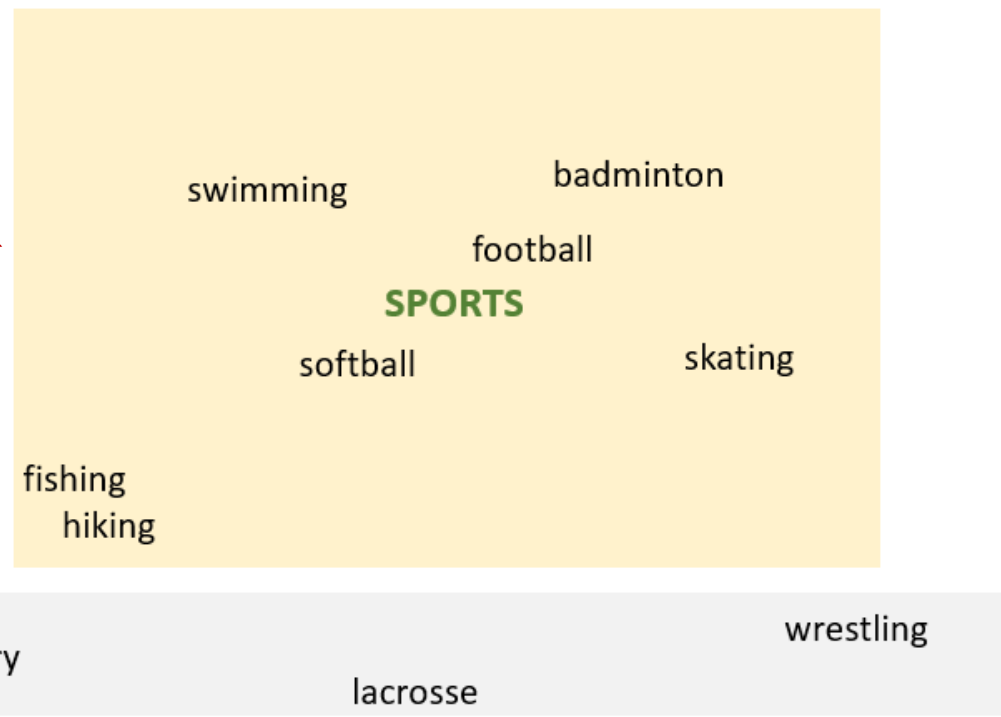 badminton
swimming
football
SPORTS
skating
softball
fishing
hiking
wrestling
lacrosse